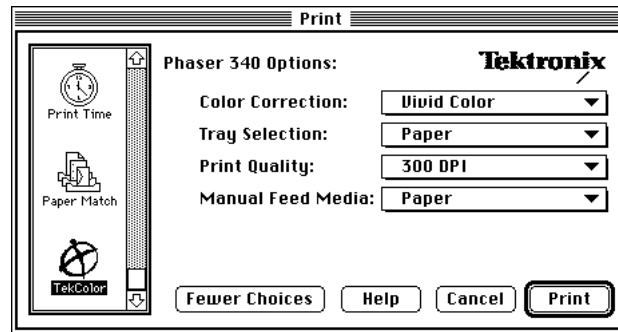 Print
Print Time
Paper Match
TekColor
Phaser 340 Options:
Tektronix
Color Correction: Vivid Color
Tray Selection: Paper
Print Quality: 300 DPI
Manual Feed Media: Paper
Fewer Choices Help Cancel Print